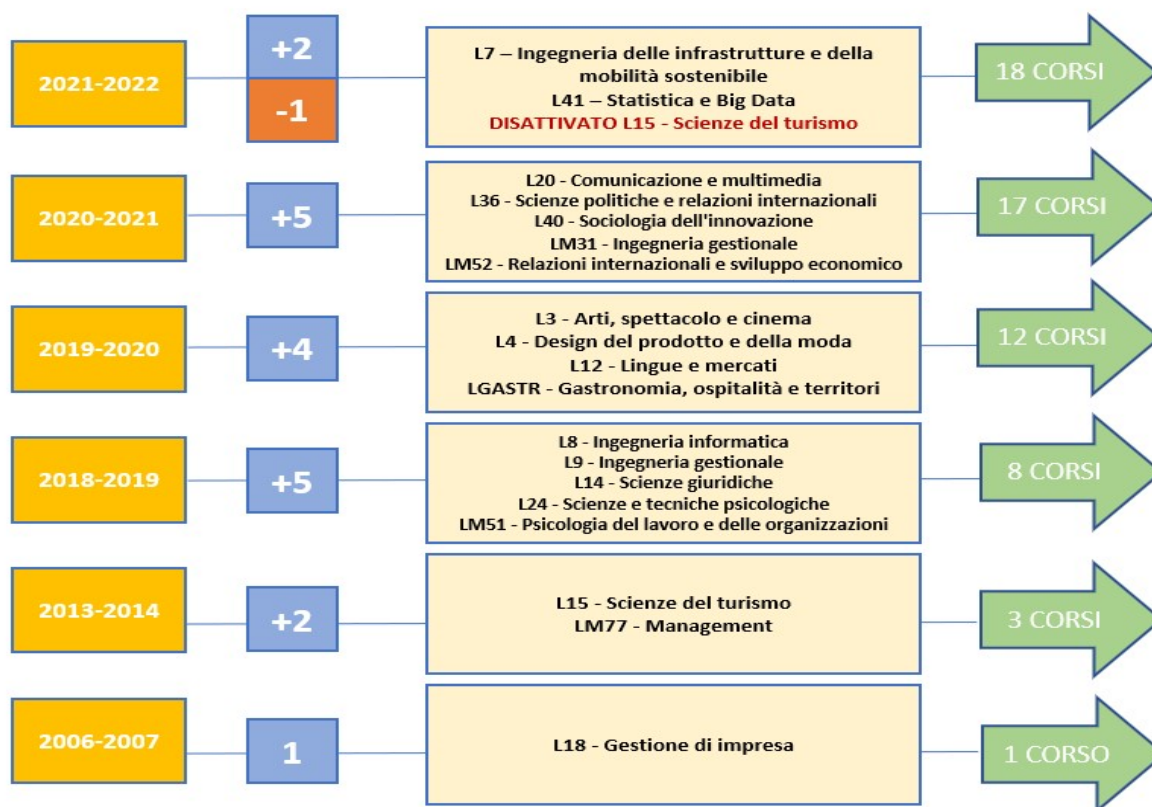 2021-2022
+2
-1
L7 – Ingegneria delle infrastrutture e della
mobilità sostenibile
L41 – Statistica e Big Data
DISATTIVATO L15 - Scienze del turismo
18 CORSI
2020-2021
+5
L20 - Comunicazione e multimedia
L36 - Scienze politiche e relazioni internazionali
L40 - Sociologia dell'innovazione
LM31 - Ingegneria gestionale
LM52 - Relazioni internazionali e sviluppo economico
17 CORSI
2019-2020
+4
L3 - Arti, spettacolo e cinema
L4 - Design del prodotto e della moda
L12 - Lingue e mercati
LGASTR - Gastronomia, ospitalità e territori
12 CORSI
2018-2019
+5
L8 - Ingegneria informatica
L9 - Ingegneria gestionale
L14 - Scienze giuridiche
L24 - Scienze e tecniche psicologiche
LM51 - Psicologia del lavoro e delle organizzazioni
8 CORSI
2013-2014
+2
L15 - Scienze del turismo
LM77 - Management
3 CORSI
2006-2007
1
L18 - Gestione di impresa
1 CORSO